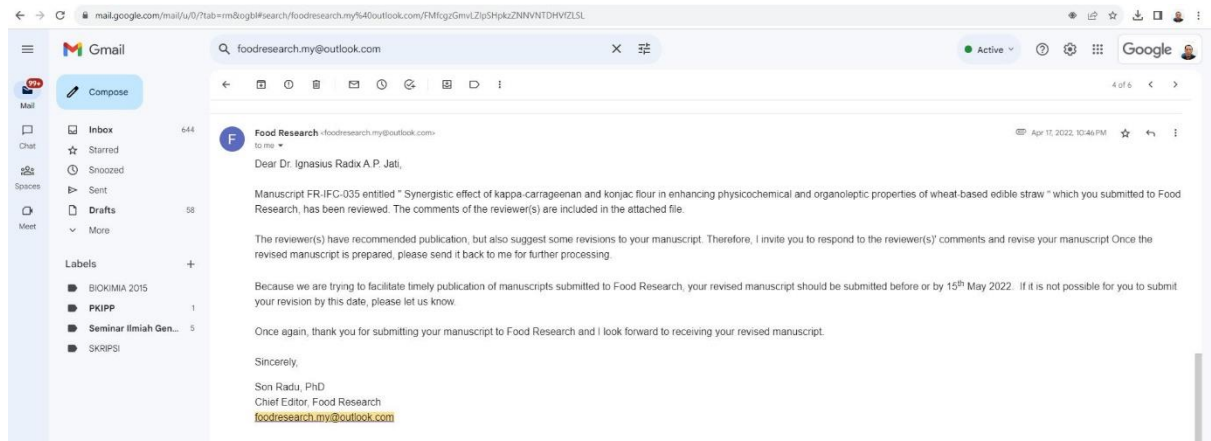 mail.google.com/mail/u/0/?tab=rm&ogbl#search/foodresearch.my%40outlook.com/FMfcgzGmvLZlpSHpkzZNNVNTDHVfZLSL
Gmail
foodresearch.my@outlook.com
Active
Google
99+
Mail
Compose
4 of 6
Chat
Inbox 644
Starred
Spaces
Snoozed
Sent
Meet
Drafts 58
More
Labels
BIOKIMIA 2015
PKIPP 1
Seminar Ilmiah Gen... 5
SKRIPSI
Food Research <foodresearch.my@outlook.com>
Apr 17, 2022, 10:46 PM
to me
Dear Dr. Ignasius Radix A.P. Jati,
Manuscript FR-IFC-035 entitled " Synergistic effect of kappa-carrageenan and konjac flour in enhancing physicochemical and organoleptic properties of wheat-based edible straw " which you submitted to Food
Research, has been reviewed. The comments of the reviewer(s) are included in the attached file.
The reviewer(s) have recommended publication, but also suggest some revisions to your manuscript. Therefore, I invite you to respond to the reviewer(s)' comments and revise your manuscript Once the
revised manuscript is prepared, please send it back to me for further processing.
Because we are trying to facilitate timely publication of manuscripts submitted to Food Research, your revised manuscript should be submitted before or by 15th May 2022. If it is not possible for you to submit
your revision by this date, please let us know.
Once again, thank you for submitting your manuscript to Food Research and I look forward to receiving your revised manuscript.
Sincerely,
Son Radu, PhD
Chief Editor, Food Research
foodresearch.my@outlook.com
F